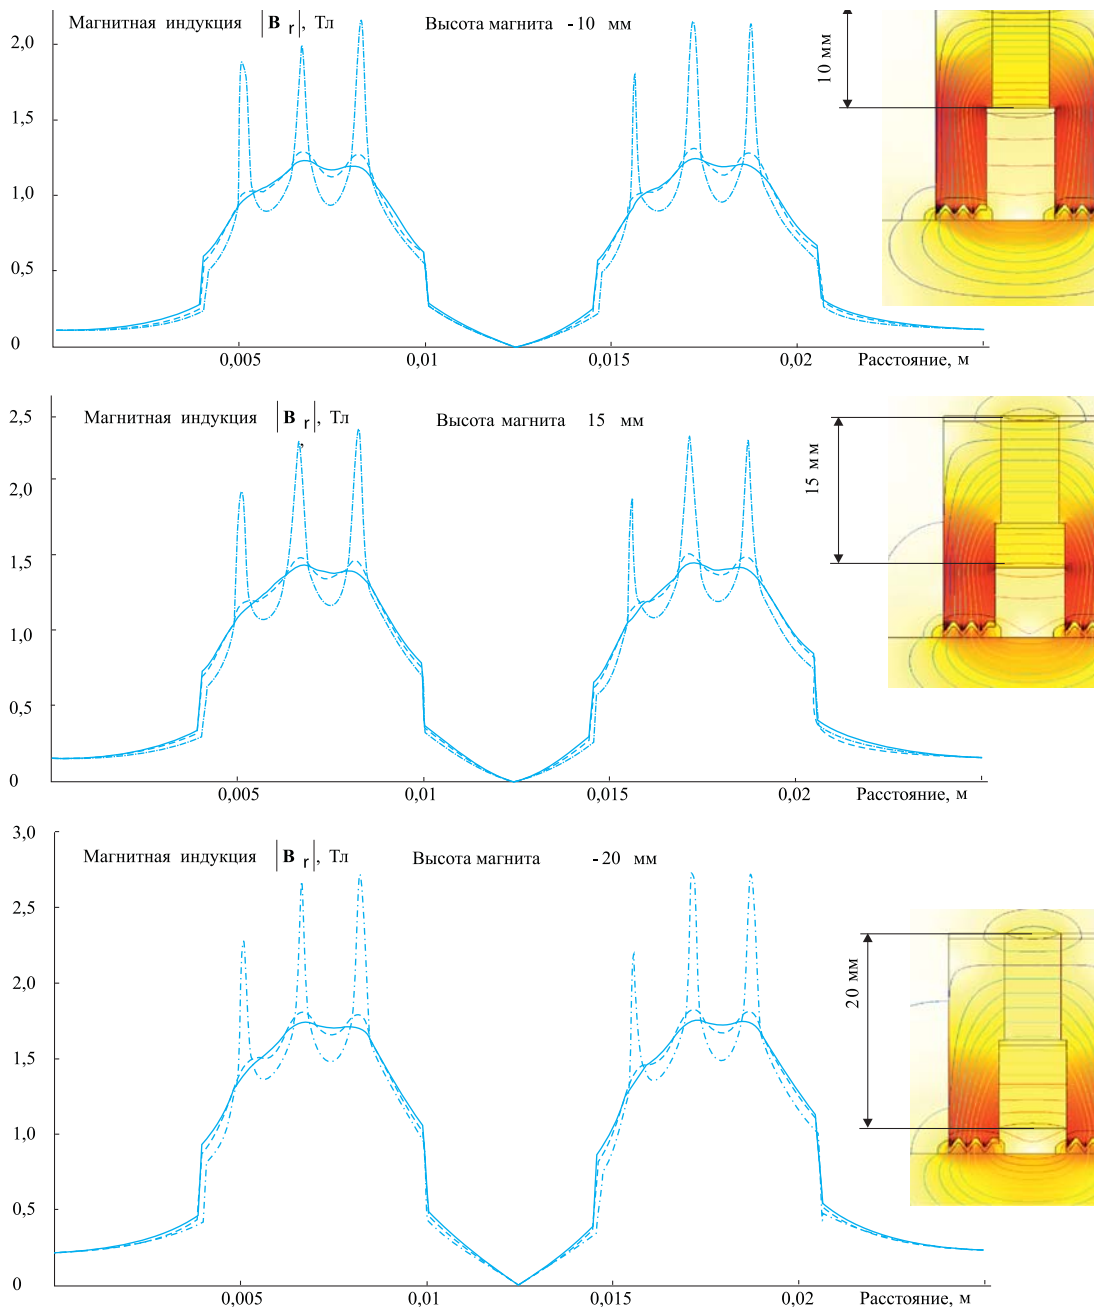 Магнитная индукция |B r|, Тл
Высота магнита -10 мм
2,0
1,5
1,0
0,5
0
0,005
0,01
0,015
0,02
Расстояние, м
10 мм
Магнитная индукция |B r|, Тл
,
Высота магнита 15 мм
2,5
2,0
1,5
1,0
0,5
0
0,005
0,01
0,015
0,02
Расстояние, м
15 мм
3,0
Магнитная индукция |B r|, Тл
Высота магнита -20 мм
2,5
2,0
1,5
1,0
0,5
0
0,005
0,01
0,015
0,02
Расстояние, м
20 мм